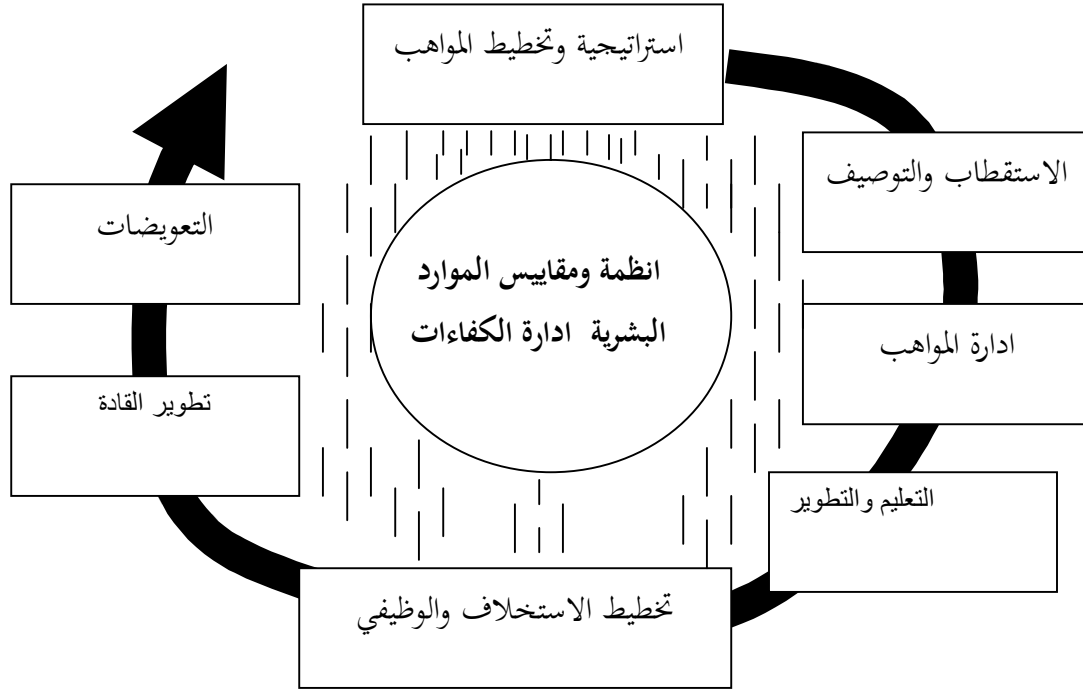 استراتيجية وتخطيط المواهب
الاستقطاب والتوصيف
التعويضات
انظمة ومقاييس الموارد
البشرية ادارة الكفاءات
ادارة المواهب
تطوير القادة
التعليم والتطوير
تخطيط الاستخلاف والوظيفي